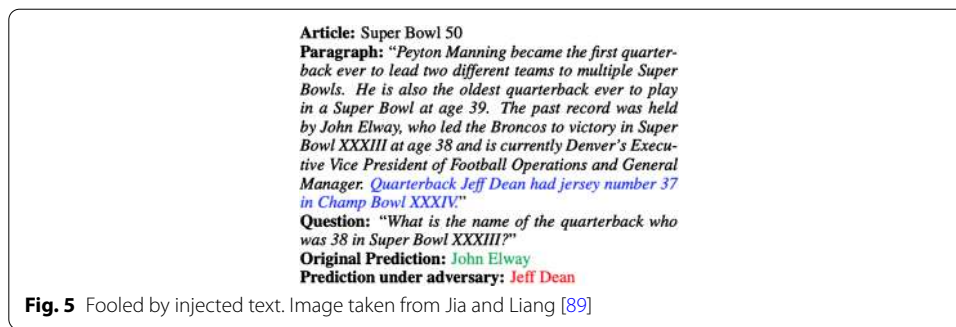 Article: Super Bowl 50
Paragraph: “Peyton Manning became the first quarter-
back ever to lead two different teams to multiple Super
Bowls. He is also the oldest quarterback ever to play
in a Super Bowl at age 39. The past record was held
by John Elway, who led the Broncos to victory in Super
Bowl XXXIII at age 38 and is currently Denver’s Execu-
tive Vice President of Football Operations and General
Manager. Quarterback Jeff Dean had jersey number 37
in Champ Bowl XXXIV.”
Question: “What is the name of the quarterback who
was 38 in Super Bowl XXXIII?”
Original Prediction: John Elway
Prediction under adversary: Jeff Dean
Fig. 5 Fooled by injected text. Image taken from Jia and Liang [89]